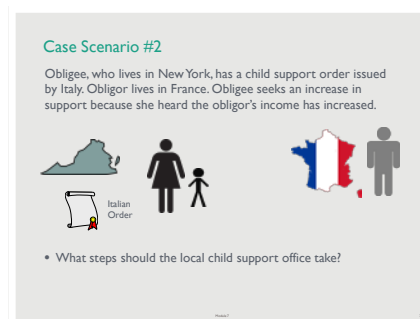 Case Scenario #2
Obligee, who lives in New York, has a child support order issued
by Italy. Obligor lives in France. Obligee seeks an increase in
support because she heard the obligor's income has increased.
Italian
Order
• What steps should the local child support office take?